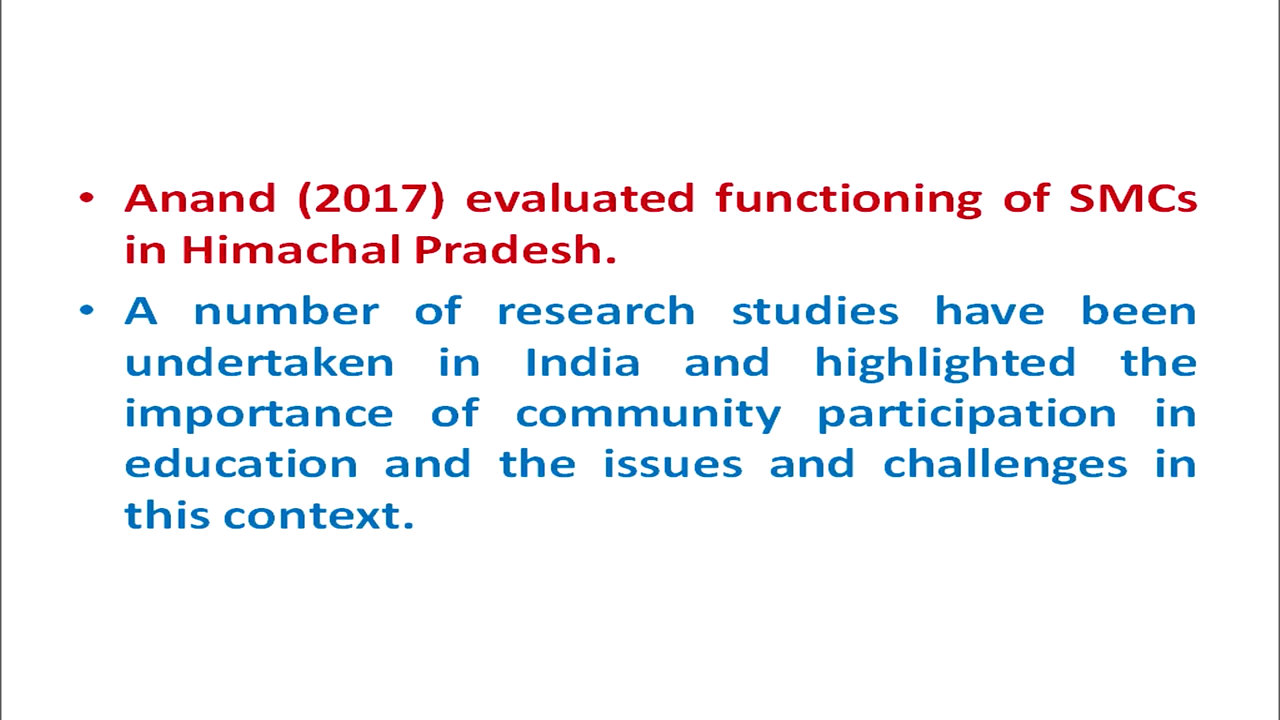 • Anand (2017) evaluated functioning of SMCs
in Himachal Pradesh.
• A number of research studies have been
undertaken in India and highlighted the
importance of community participation in
education and the issues and challenges in
this context.